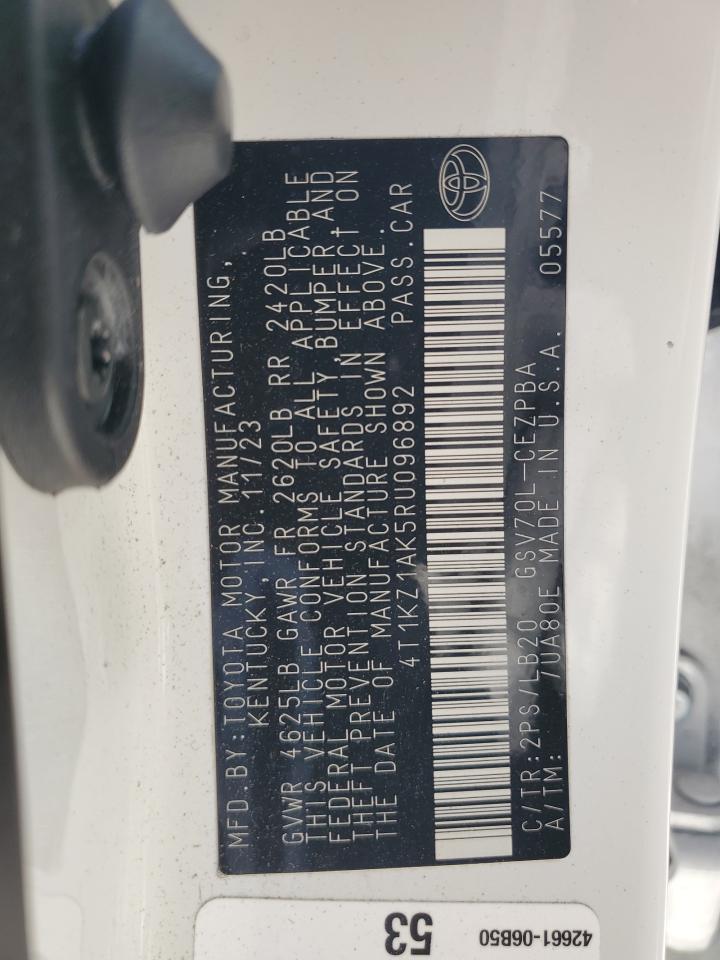 MFD.BY:TOYOTA MOTOR MANUFACTURING,
KENTUCKY, INC.11/23
GVWR 4625LB GAWR FR 2620LB RR 2420LB
THIS VEHICLE CONFORMS TO ALL APPLICABLE
FEDERAL MOTOR VEHICLE SAFETY,BUMPER,AND
THEFT PREVENTION STANDARDS IN EFFECT ON
THE DATE OF MANUFACTURE SHOWN ABOVE.
4T1KZ1AK5RU096892 PASS.CAR
C/TR:2PS/LB20 GSV70L-CEZPBA 05577
A/TM: /UA80E MADE IN U.S.A.
53
42661-06B50